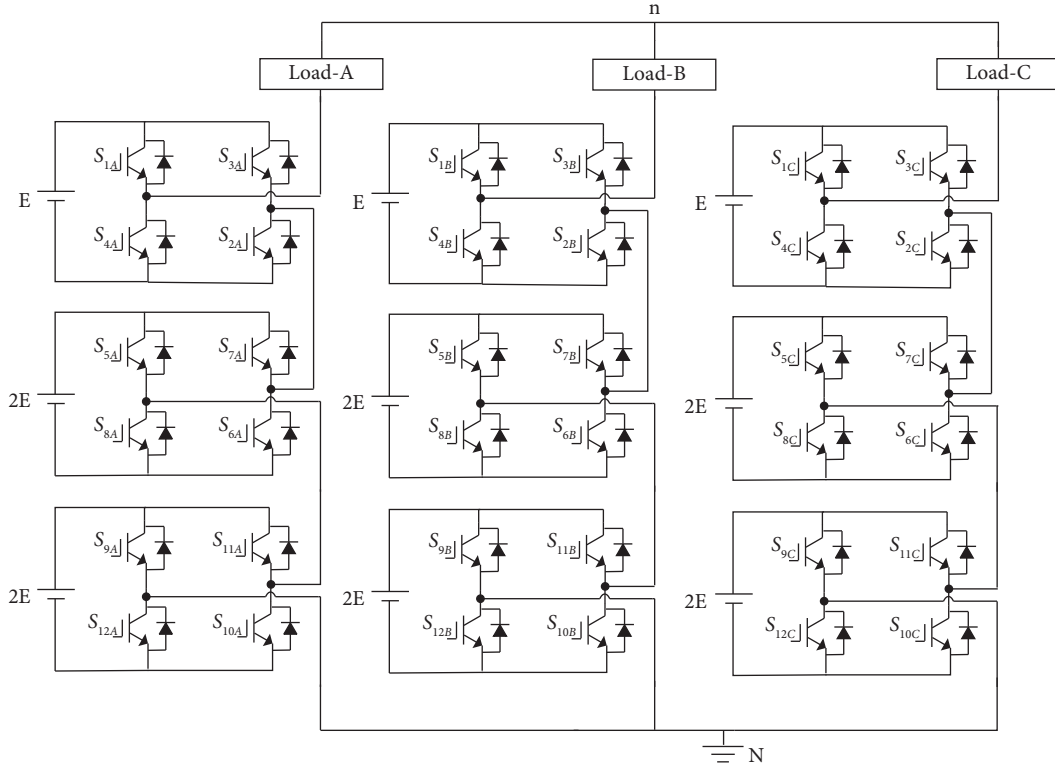 n
Load-A Load-B Load-C
E S1A S3A S4A S2A
E S1B S3B S4B S2B
E S1C S3C S4C S2C
2E S5A S7A S8A S6A
2E S5B S7B S8B S6B
2E S5C S7C S8C S6C
2E S9A S11A S12A S10A
2E S9B S11B S12B S10B
2E S9C S11C S12C S10C
N